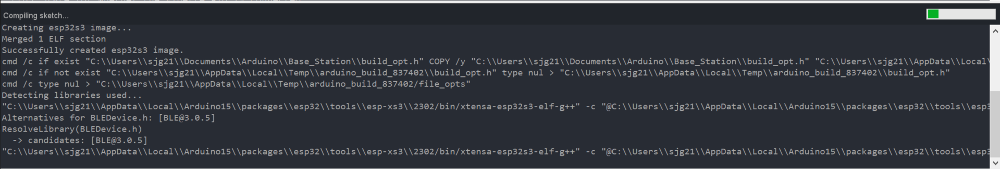 Compiling sketch...
Creating esp32s3 image...
Merged 1 ELF section
Successfully created esp32s3 image.
cmd /c if exist "C:\\Users\\sjg21\\Documents\\Arduino\\Base_Station\\build_opt.h" COPY /y "C:\\Users\\sjg21\\Documents\\Arduino\\Base_Station\\build_opt.h" "C:\\Users\\sjg21\\AppData\\Local\
cmd /c if not exist "C:\\Users\\sjg21\\AppData\\Local\\Temp\\arduino_build_837402\\build_opt.h" type nul > "C:\\Users\\sjg21\\AppData\\Local\\Temp\\arduino_build_837402\\build_opt.h"
cmd /c type nul > "C:\\Users\\sjg21\\AppData\\Local\\Temp\\arduino_build_837402/file_opts"
Detecting libraries used...
"C:\\Users\\sjg21\\AppData\\Local\\Arduino15\\packages\\esp32\\tools\\esp-xs3\\2302/bin/xtensa-esp32s3-elf-g++" -c "@C:\\Users\\sjg21\\AppData\\Local\\Arduino15\\packages\\esp32\\tools\\esp3
Alternatives for BLEDevice.h: [BLE@3.0.5]
ResolveLibrary(BLEDevice.h)
-> candidates: [BLE@3.0.5]
"C:\\Users\\sjg21\\AppData\\Local\\Arduino15\\packages\\esp32\\tools\\esp-xs3\\2302/bin/xtensa-esp32s3-elf-g++" -c "@C:\\Users\\sjg21\\AppData\\Local\\Arduino15\\packages\\esp32\\tools\\esp3